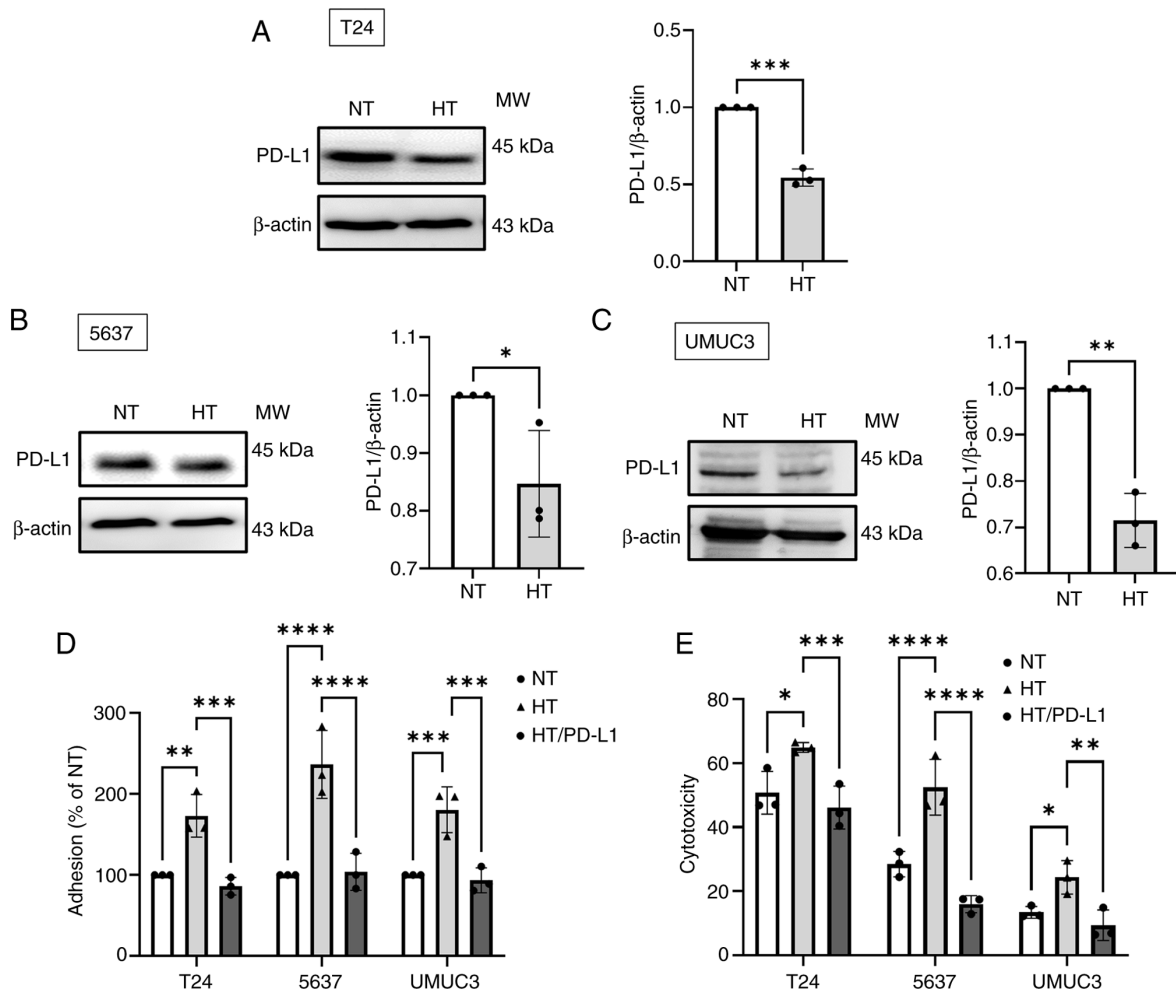 A
T24
NT HT MW
PD-L1 45 kDa
β-actin 43 kDa
PD-L1/β-actin
0.5
1.0
0.5
0.0
***
NT HT
B
5637
NT HT MW
PD-L1 45 kDa
β-actin 43 kDa
PD-L1/β-actin
1.1
1.0
0.9
0.8
0.7
*
NT HT
C
UMUC3
NT HT MW
PD-L1 45 kDa
β-actin 43 kDa
PD-L1/β-actin
1.1
1.0
0.9
0.8
0.7
0.6
**
NT HT
D
Adhesion (% of NT)
300
200
100
0
** ***
**** ****
*** ***
NT
HT
HT/PD-L1
T24 5637 UMUC3
E
Cytotoxicity
80
60
40
20
0
* ***
**** ****
* **
NT
HT
HT/PD-L1
T24 5637 UMUC3